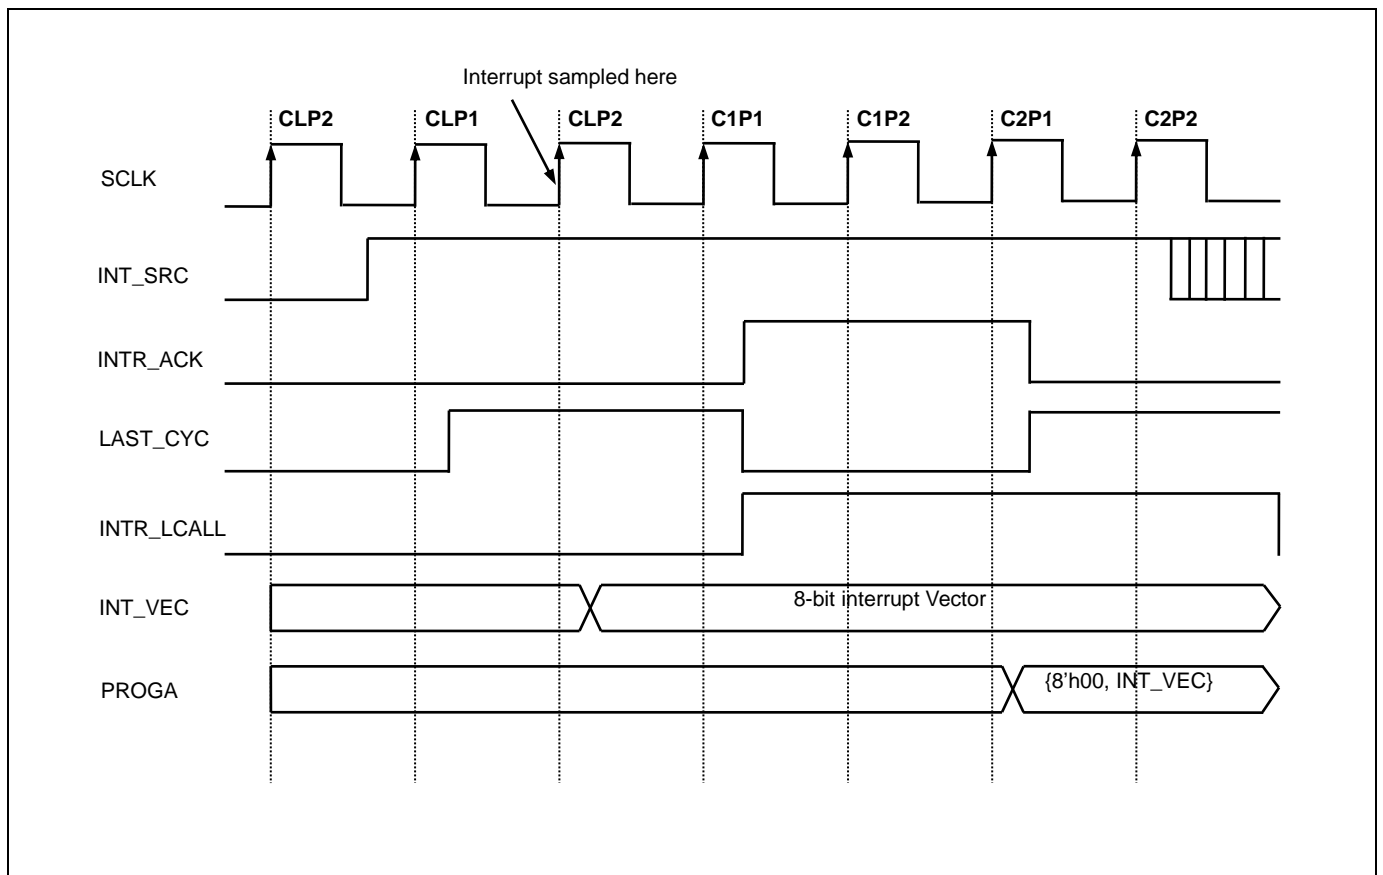 Interrupt sampled here
CLP2 CLP1 CLP2 C1P1 C1P2 C2P1 C2P2
SCLK
INT_SRC
INTR_ACK
LAST_CYC
INTR_LCALL
INT_VEC 8-bit interrupt Vector
PROGA {8'h00, INT_VEC}